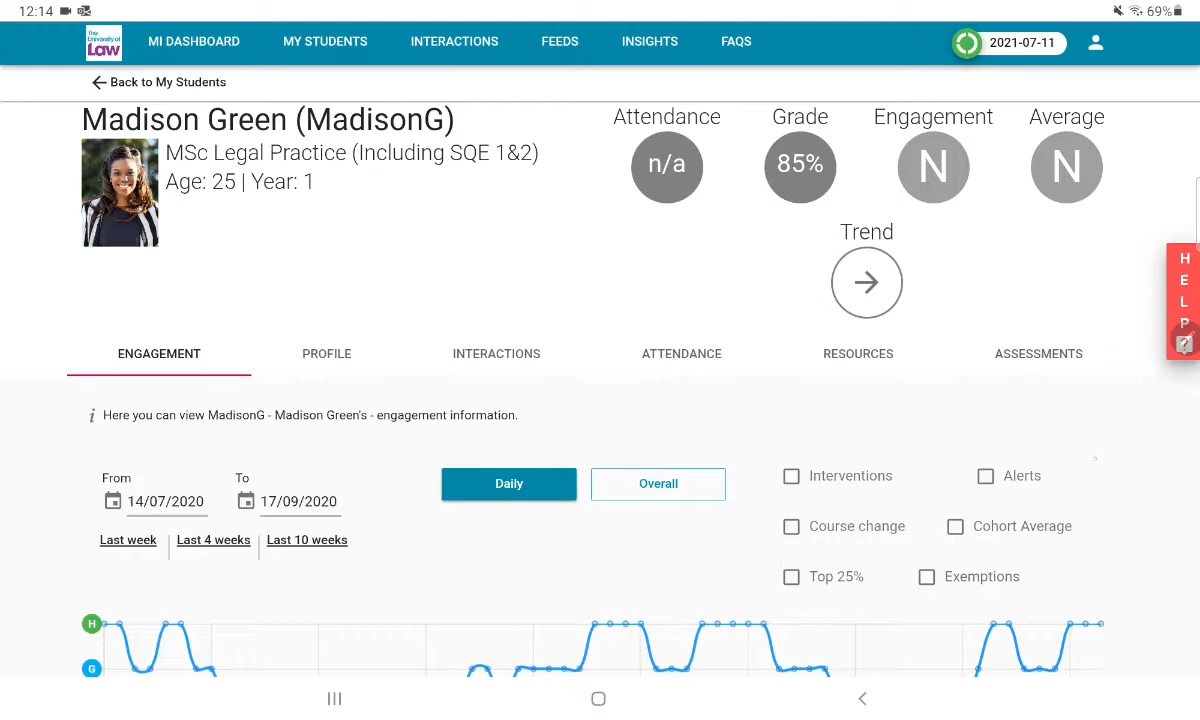 12:14
69%
The University of Law
MI DASHBOARD MY STUDENTS INTERACTIONS FEEDS INSIGHTS FAQS 2021-07-11
Back to My Students
Madison Green (MadisonG)
MSc Legal Practice (Including SQE 1&2)
Age: 25 | Year: 1
Attendance Grade Engagement Average
n/a 85% N N
Trend
HELP
ENGAGEMENT PROFILE INTERACTIONS ATTENDANCE RESOURCES ASSESSMENTS
i Here you can view MadisonG - Madison Green's - engagement information.
From To
14/07/2020 17/09/2020
Last week Last 4 weeks Last 10 weeks
Daily Overall
Interventions Alerts
Course change Cohort Average
Top 25% Exemptions
H
G